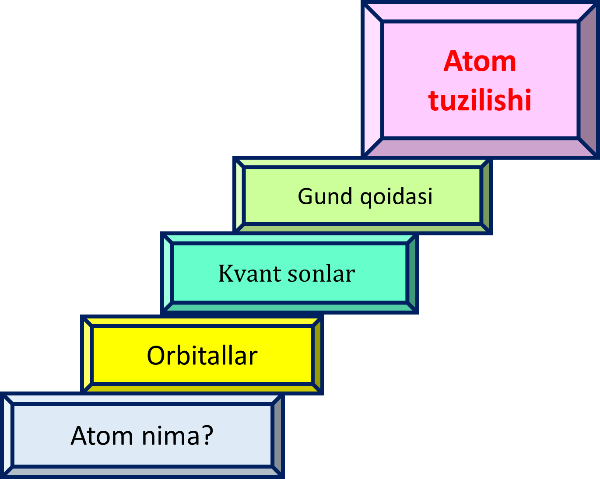 Atom
tuzilishi
Gund qoidasi
Kvant sonlar
Orbitallar
Atom nima?